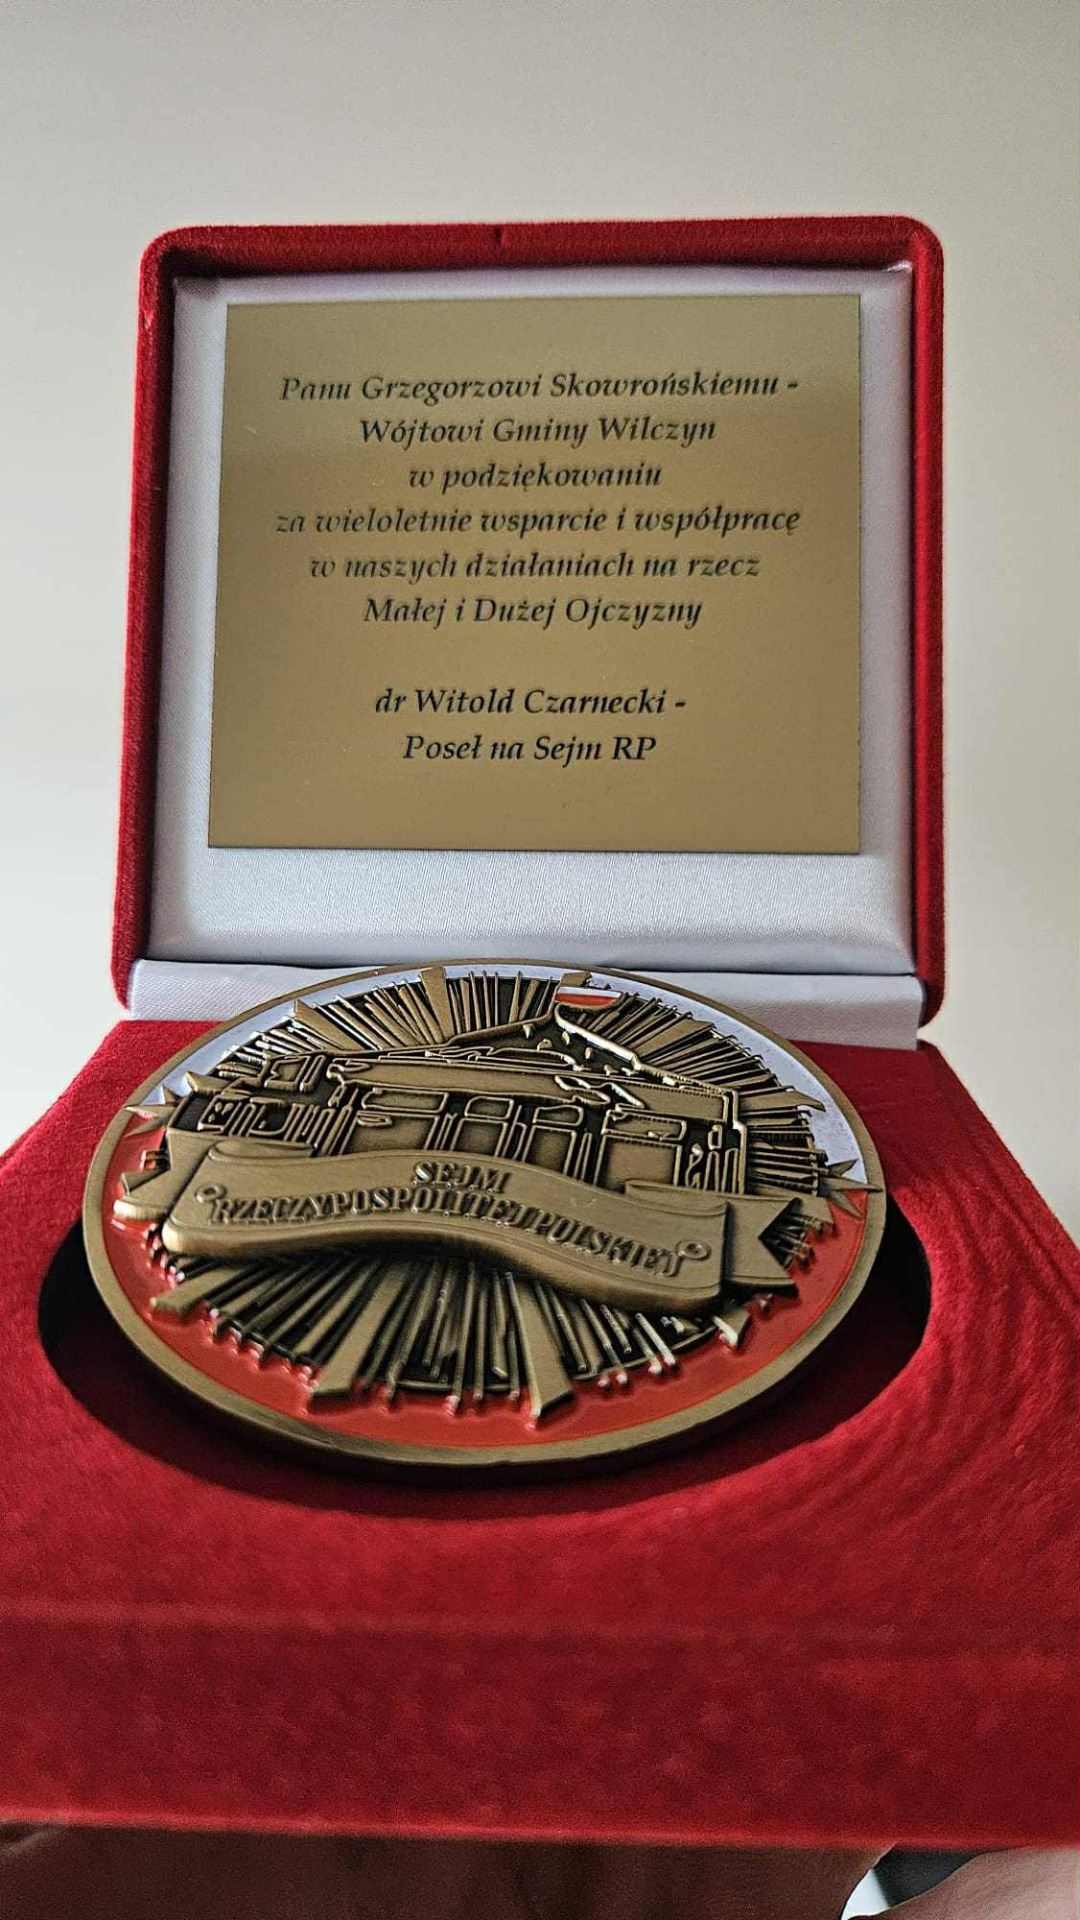 Panu Grzegorzowi Skowrońskiemu -
Wójtowi Gminy Wilczyn
w podziękowaniu
za wieloletnie wsparcie i współpracę
w naszych działaniach na rzecz
Małej i Dużej Ojczyzny
dr Witold Czarnecki -
Poseł na Sejm RP
SEJM
RZECZYPOSPOLITEJ POLSKIEJ